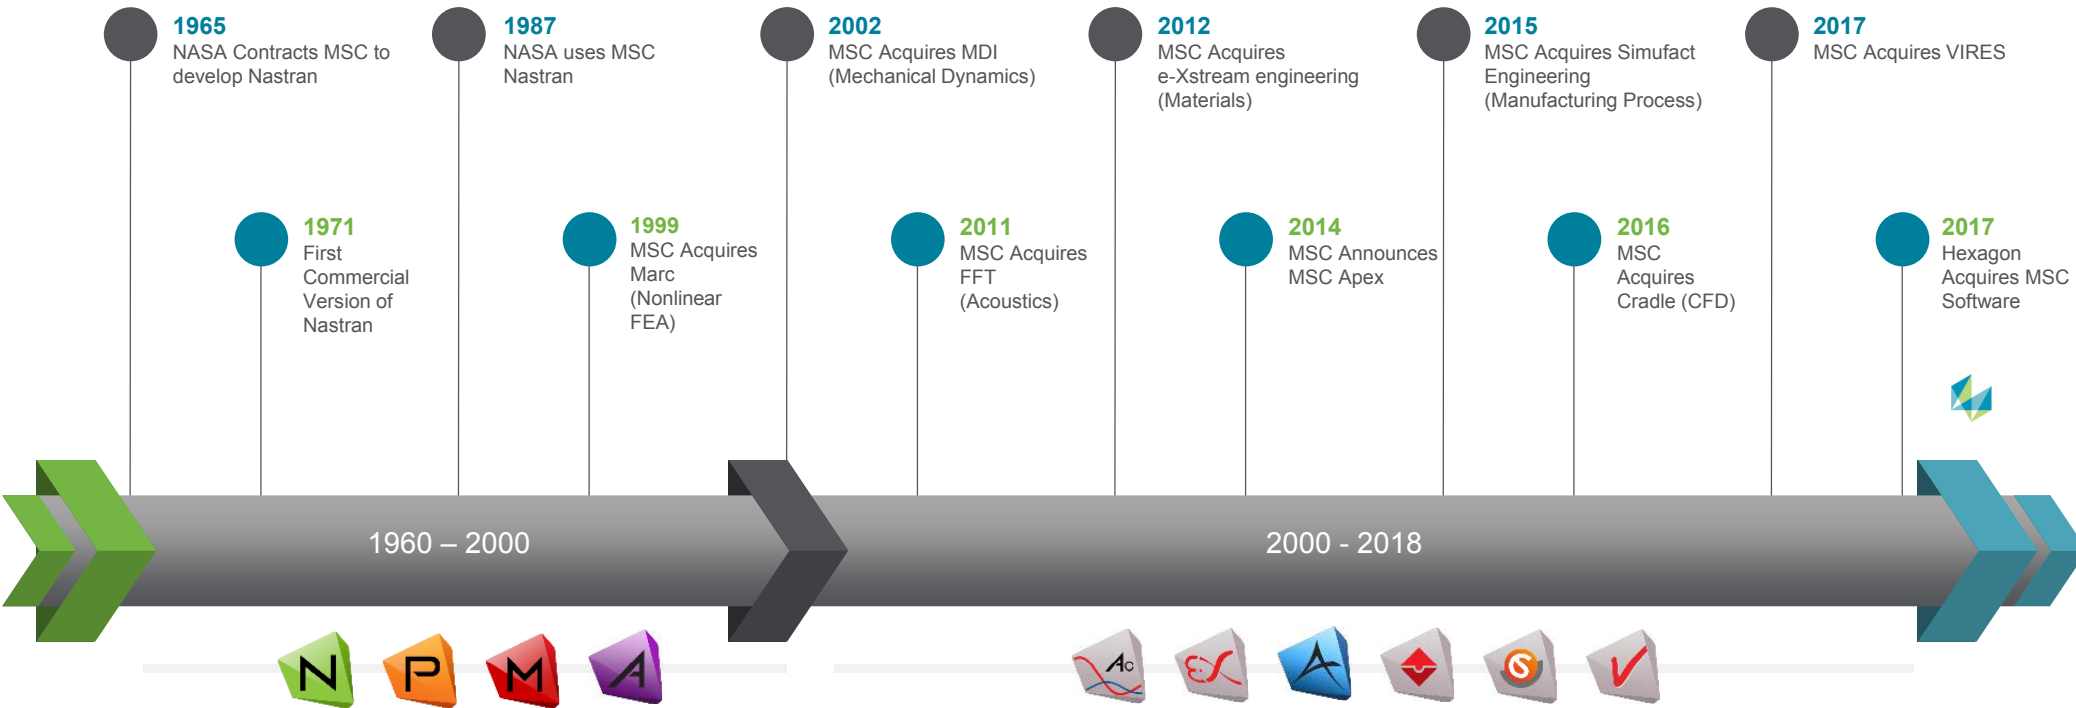 1965
NASA Contracts MSC to
develop Nastran
1987
NASA uses MSC
Nastran
2002
MSC Acquires MDI
(Mechanical Dynamics)
2012
MSC Acquires
e-Xstream engineering
(Materials)
2015
MSC Acquires Simufact
Engineering
(Manufacturing Process)
2017
MSC Acquires VIRES
1971
First
Commercial
Version of
Nastran
1999
MSC Acquires
Marc
(Nonlinear
FEA)
2011
MSC Acquires
FFT
(Acoustics)
2014
MSC Announces
MSC Apex
2016
MSC
Acquires
Cradle (CFD)
2017
Hexagon
Acquires MSC
Software
1960 – 2000
2000 - 2018
N
P
M
A
Ac
eX
A
S
V